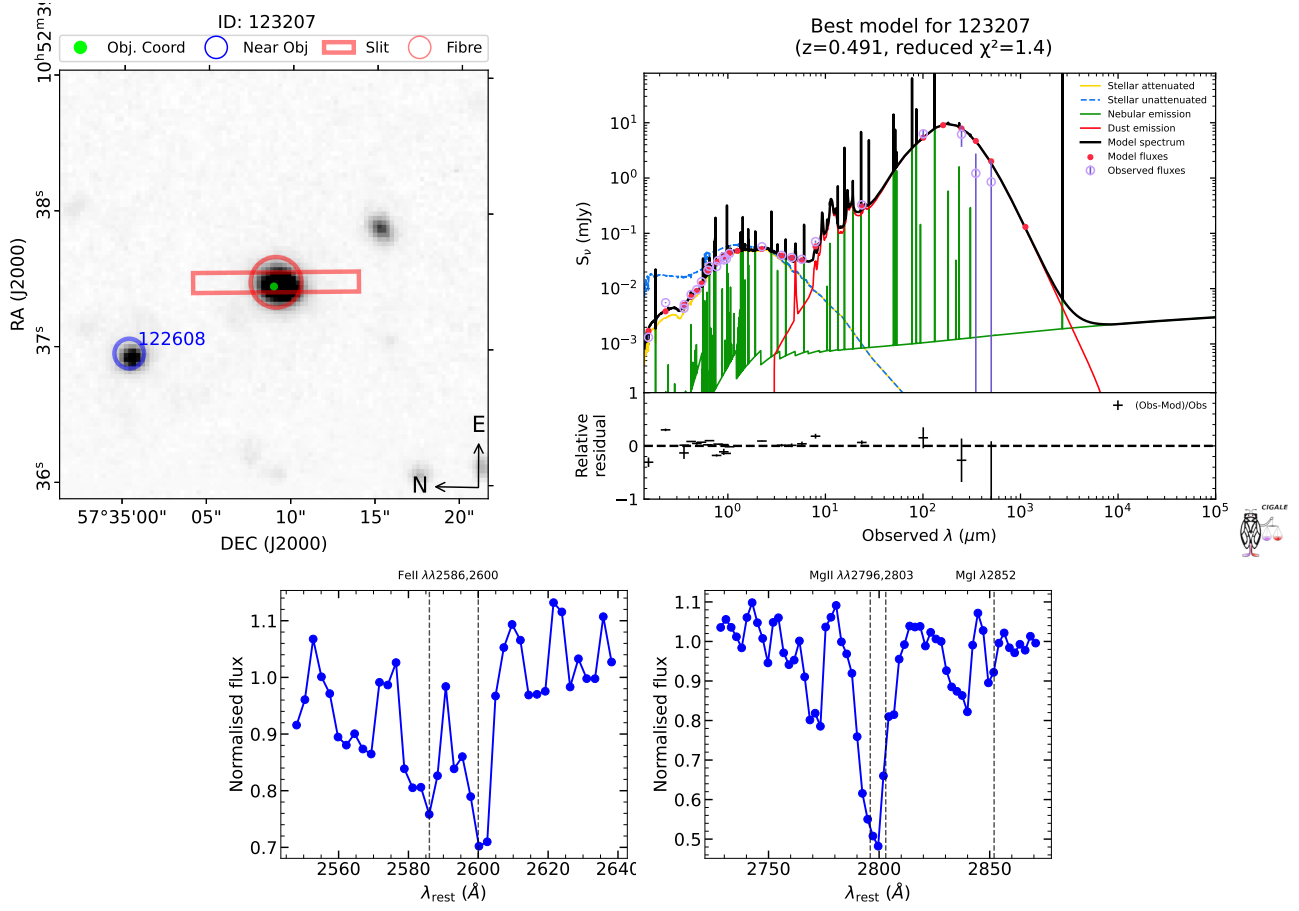 ID: 123207
Obj. Coord
Near Obj
Slit
Fibre
10ʰ52ᵐ39ˢ
38ˢ
37ˢ
36ˢ
RA (J2000)
122608
E
N
57°35'00"
05"
10"
15"
20"
DEC (J2000)
Best model for 123207
(z=0.491, reduced χ²=1.4)
Stellar attenuated
Stellar unattenuated
Nebular emission
Dust emission
Model spectrum
Model fluxes
Observed fluxes
10¹
10⁰
10⁻¹
10⁻²
10⁻³
Sᵥ (mJy)
1
0
−1
Relative
residual
(Obs-Mod)/Obs
10⁰
10¹
10²
10³
10⁴
10⁵
Observed λ (μm)
CIGALE
FeII λλ2586,2600
1.1
1.0
0.9
0.8
0.7
Normalised flux
2560
2580
2600
2620
λrest (Å)
MgII λλ2796,2803
MgI λ2852
1.1
1.0
0.9
0.8
0.7
0.6
0.5
Normalised flux
2750
2800
2850
λrest (Å)